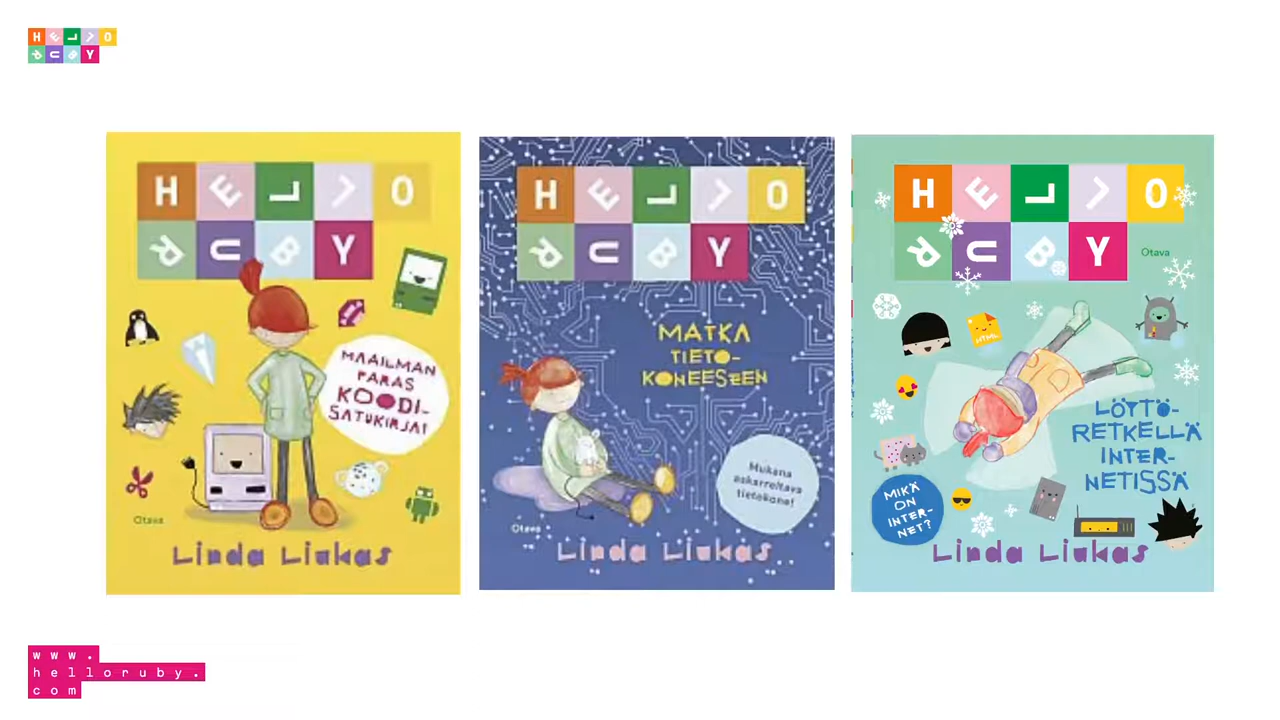 HELLO
RUBY
HELLO
RUBY
MAAILMAN
PARAS
KOODI-
SATUKIRJA!
Otava
Linda Liukas
HELLO
RUBY
MATKA
TIETO-
KONEESEEN
Mukana
askarreltava
tietokone!
Otava
Linda Liukas
HELLO
RUBY
Otava
HTML
LÖYTÖ-
RETKELLÄ
INTER-
NETISSÄ
MIKÄ
ON
INTER-
NET?
Linda Liukas
www.
helloruby.
com